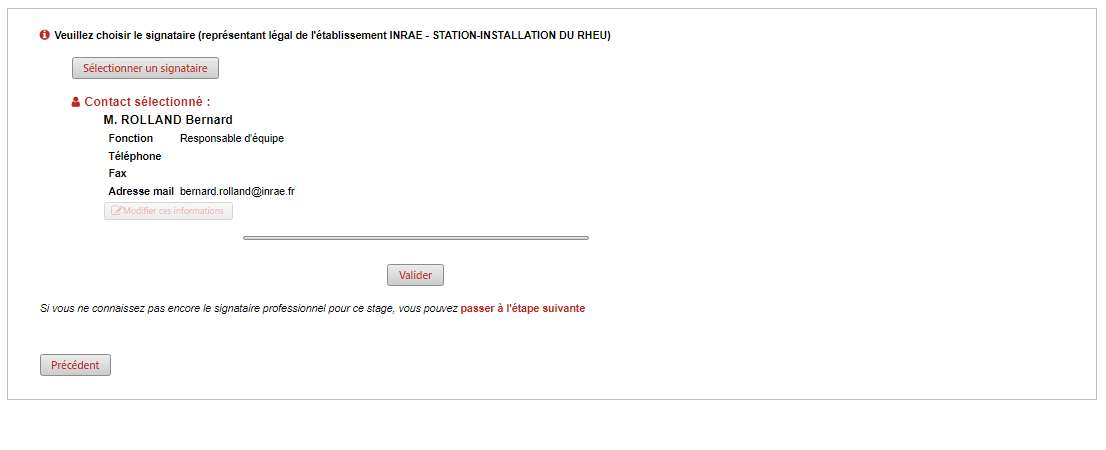 Veuillez choisir le signataire (représentant légal de l'établissement INRAE - STATION-INSTALLATION DU RHEU)
Sélectionner un signataire
Contact sélectionné :
M. ROLLAND Bernard
Fonction Responsable d'équipe
Téléphone
Fax
Adresse mail bernard.rolland@inrae.fr
Modifier ces informations
Valider
Si vous ne connaissez pas encore le signataire professionnel pour ce stage, vous pouvez passer à l'étape suivante
Précédent